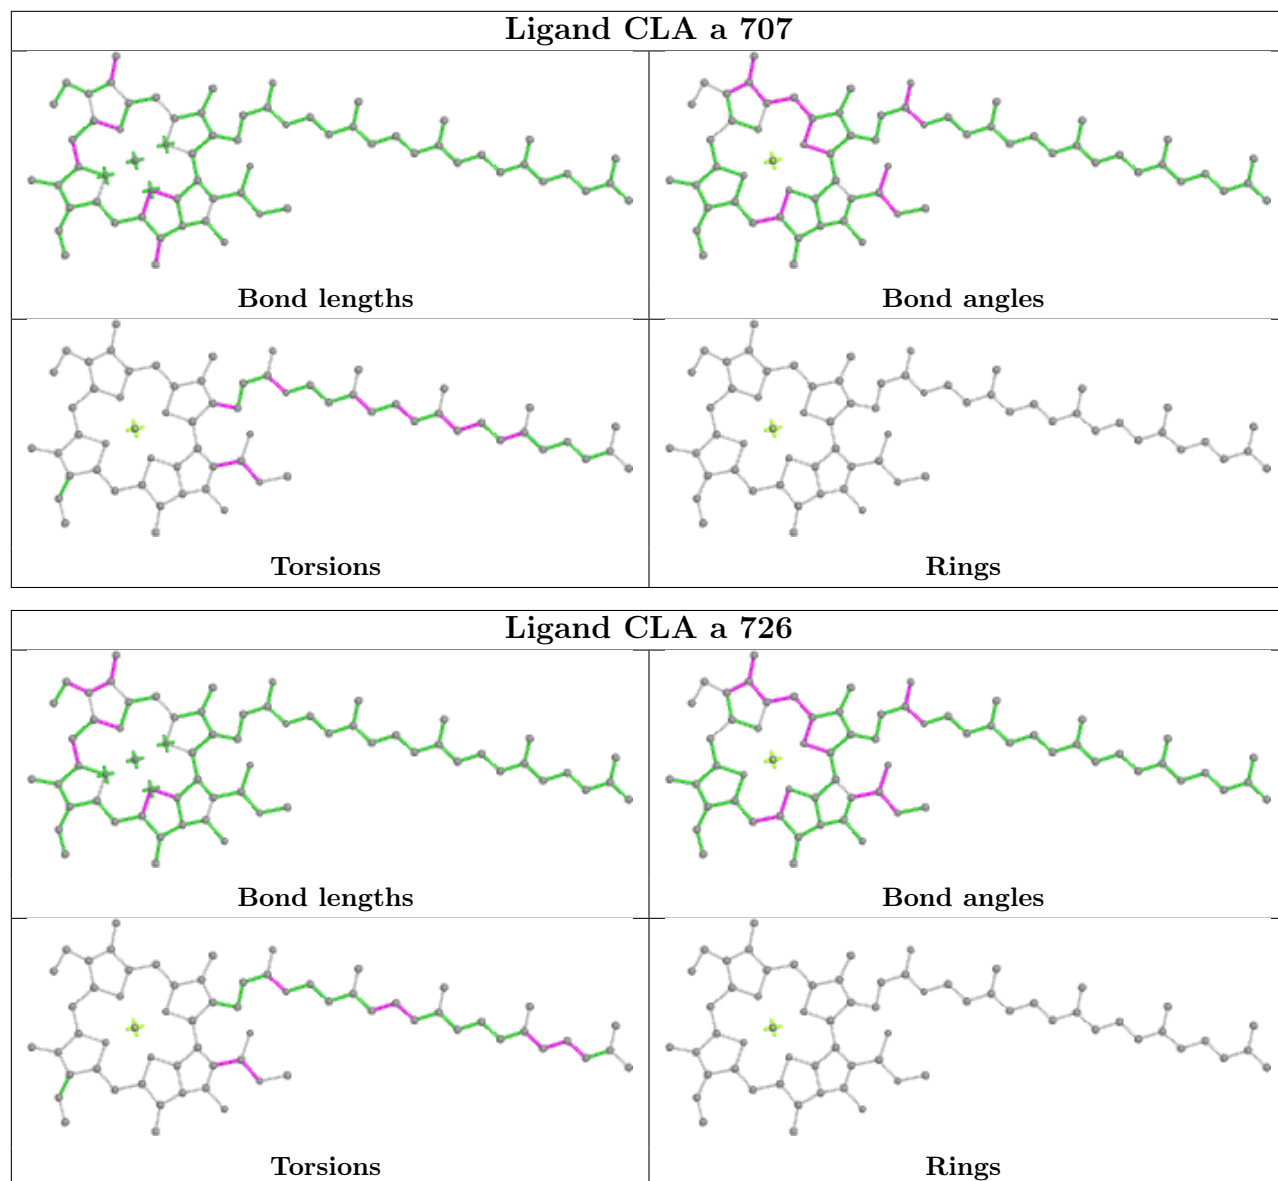 Ligand CLA a 707
Bond lengths
Bond angles
Torsions
Rings
Ligand CLA a 726
Bond lengths
Bond angles
Torsions
Rings